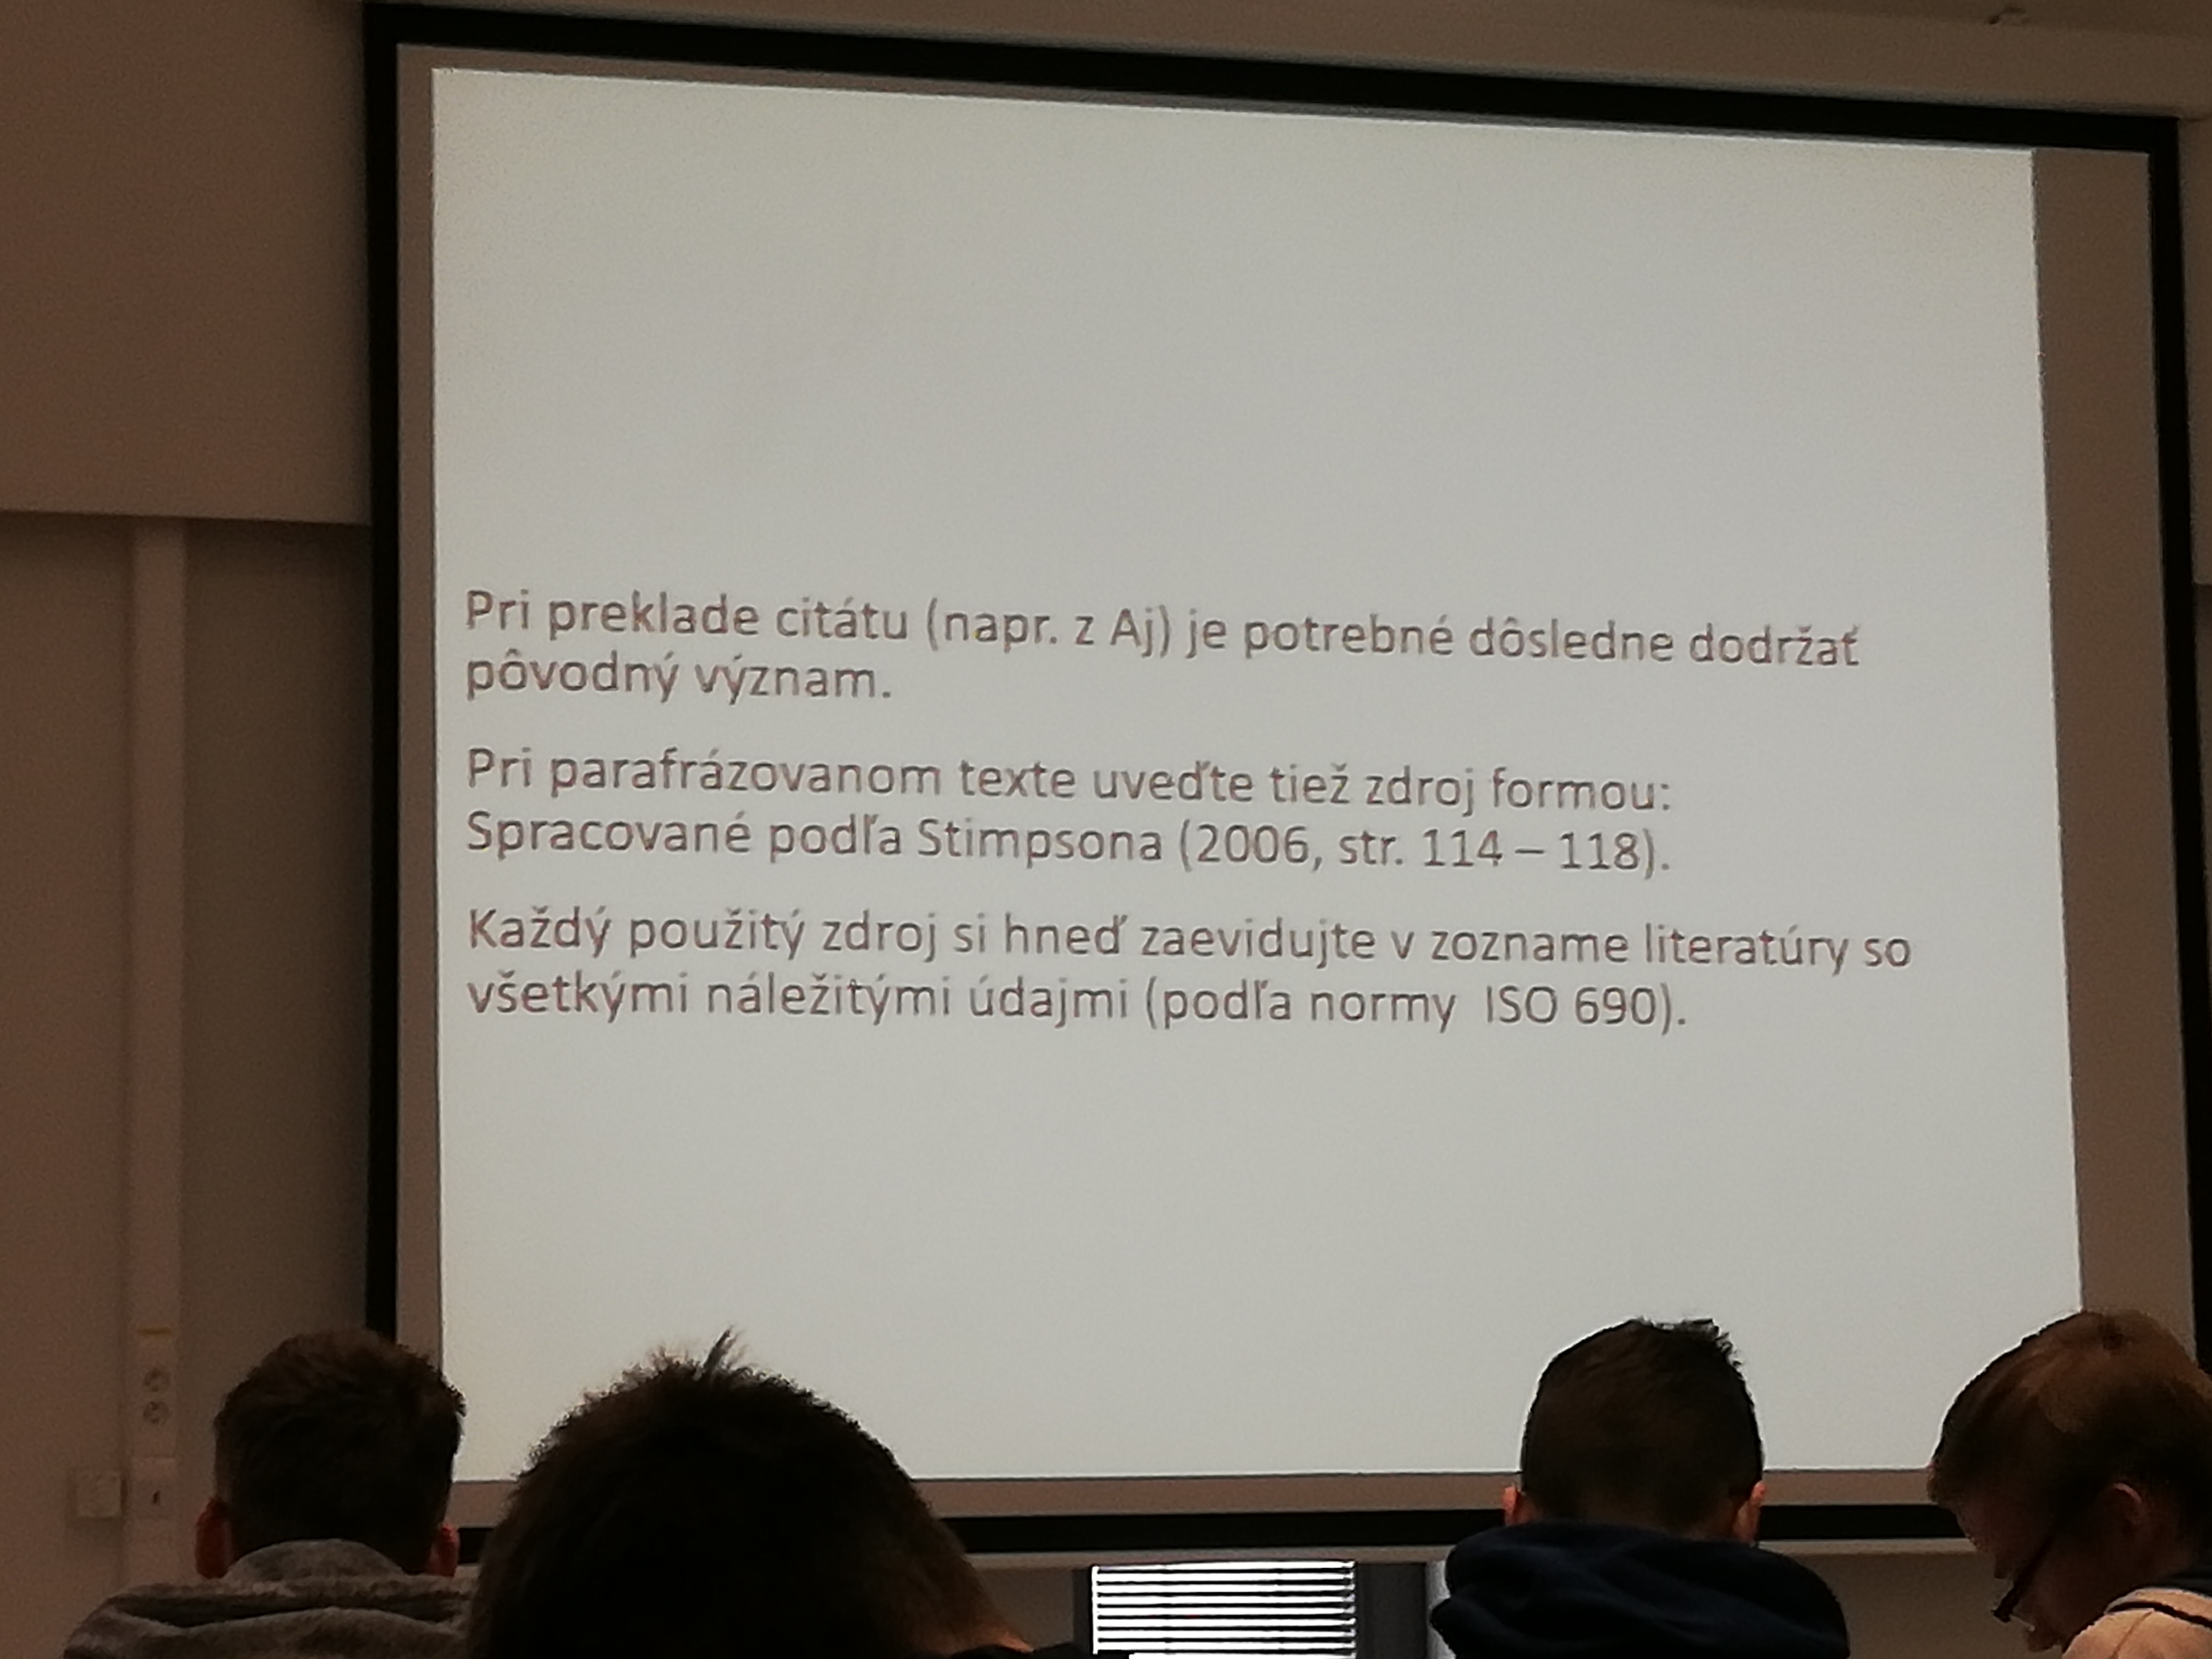 Pri preklade citátu (napr. z Aj) je potrebné dôsledne dodržať
pôvodný význam.
Pri parafrázovanom texte uveďte tiež zdroj formou:
Spracované podľa Stimpsona (2006, str. 114 – 118).
Každý použitý zdroj si hneď zaevidujte v zozname literatúry so
všetkými náležitými údajmi (podľa normy  ISO 690).